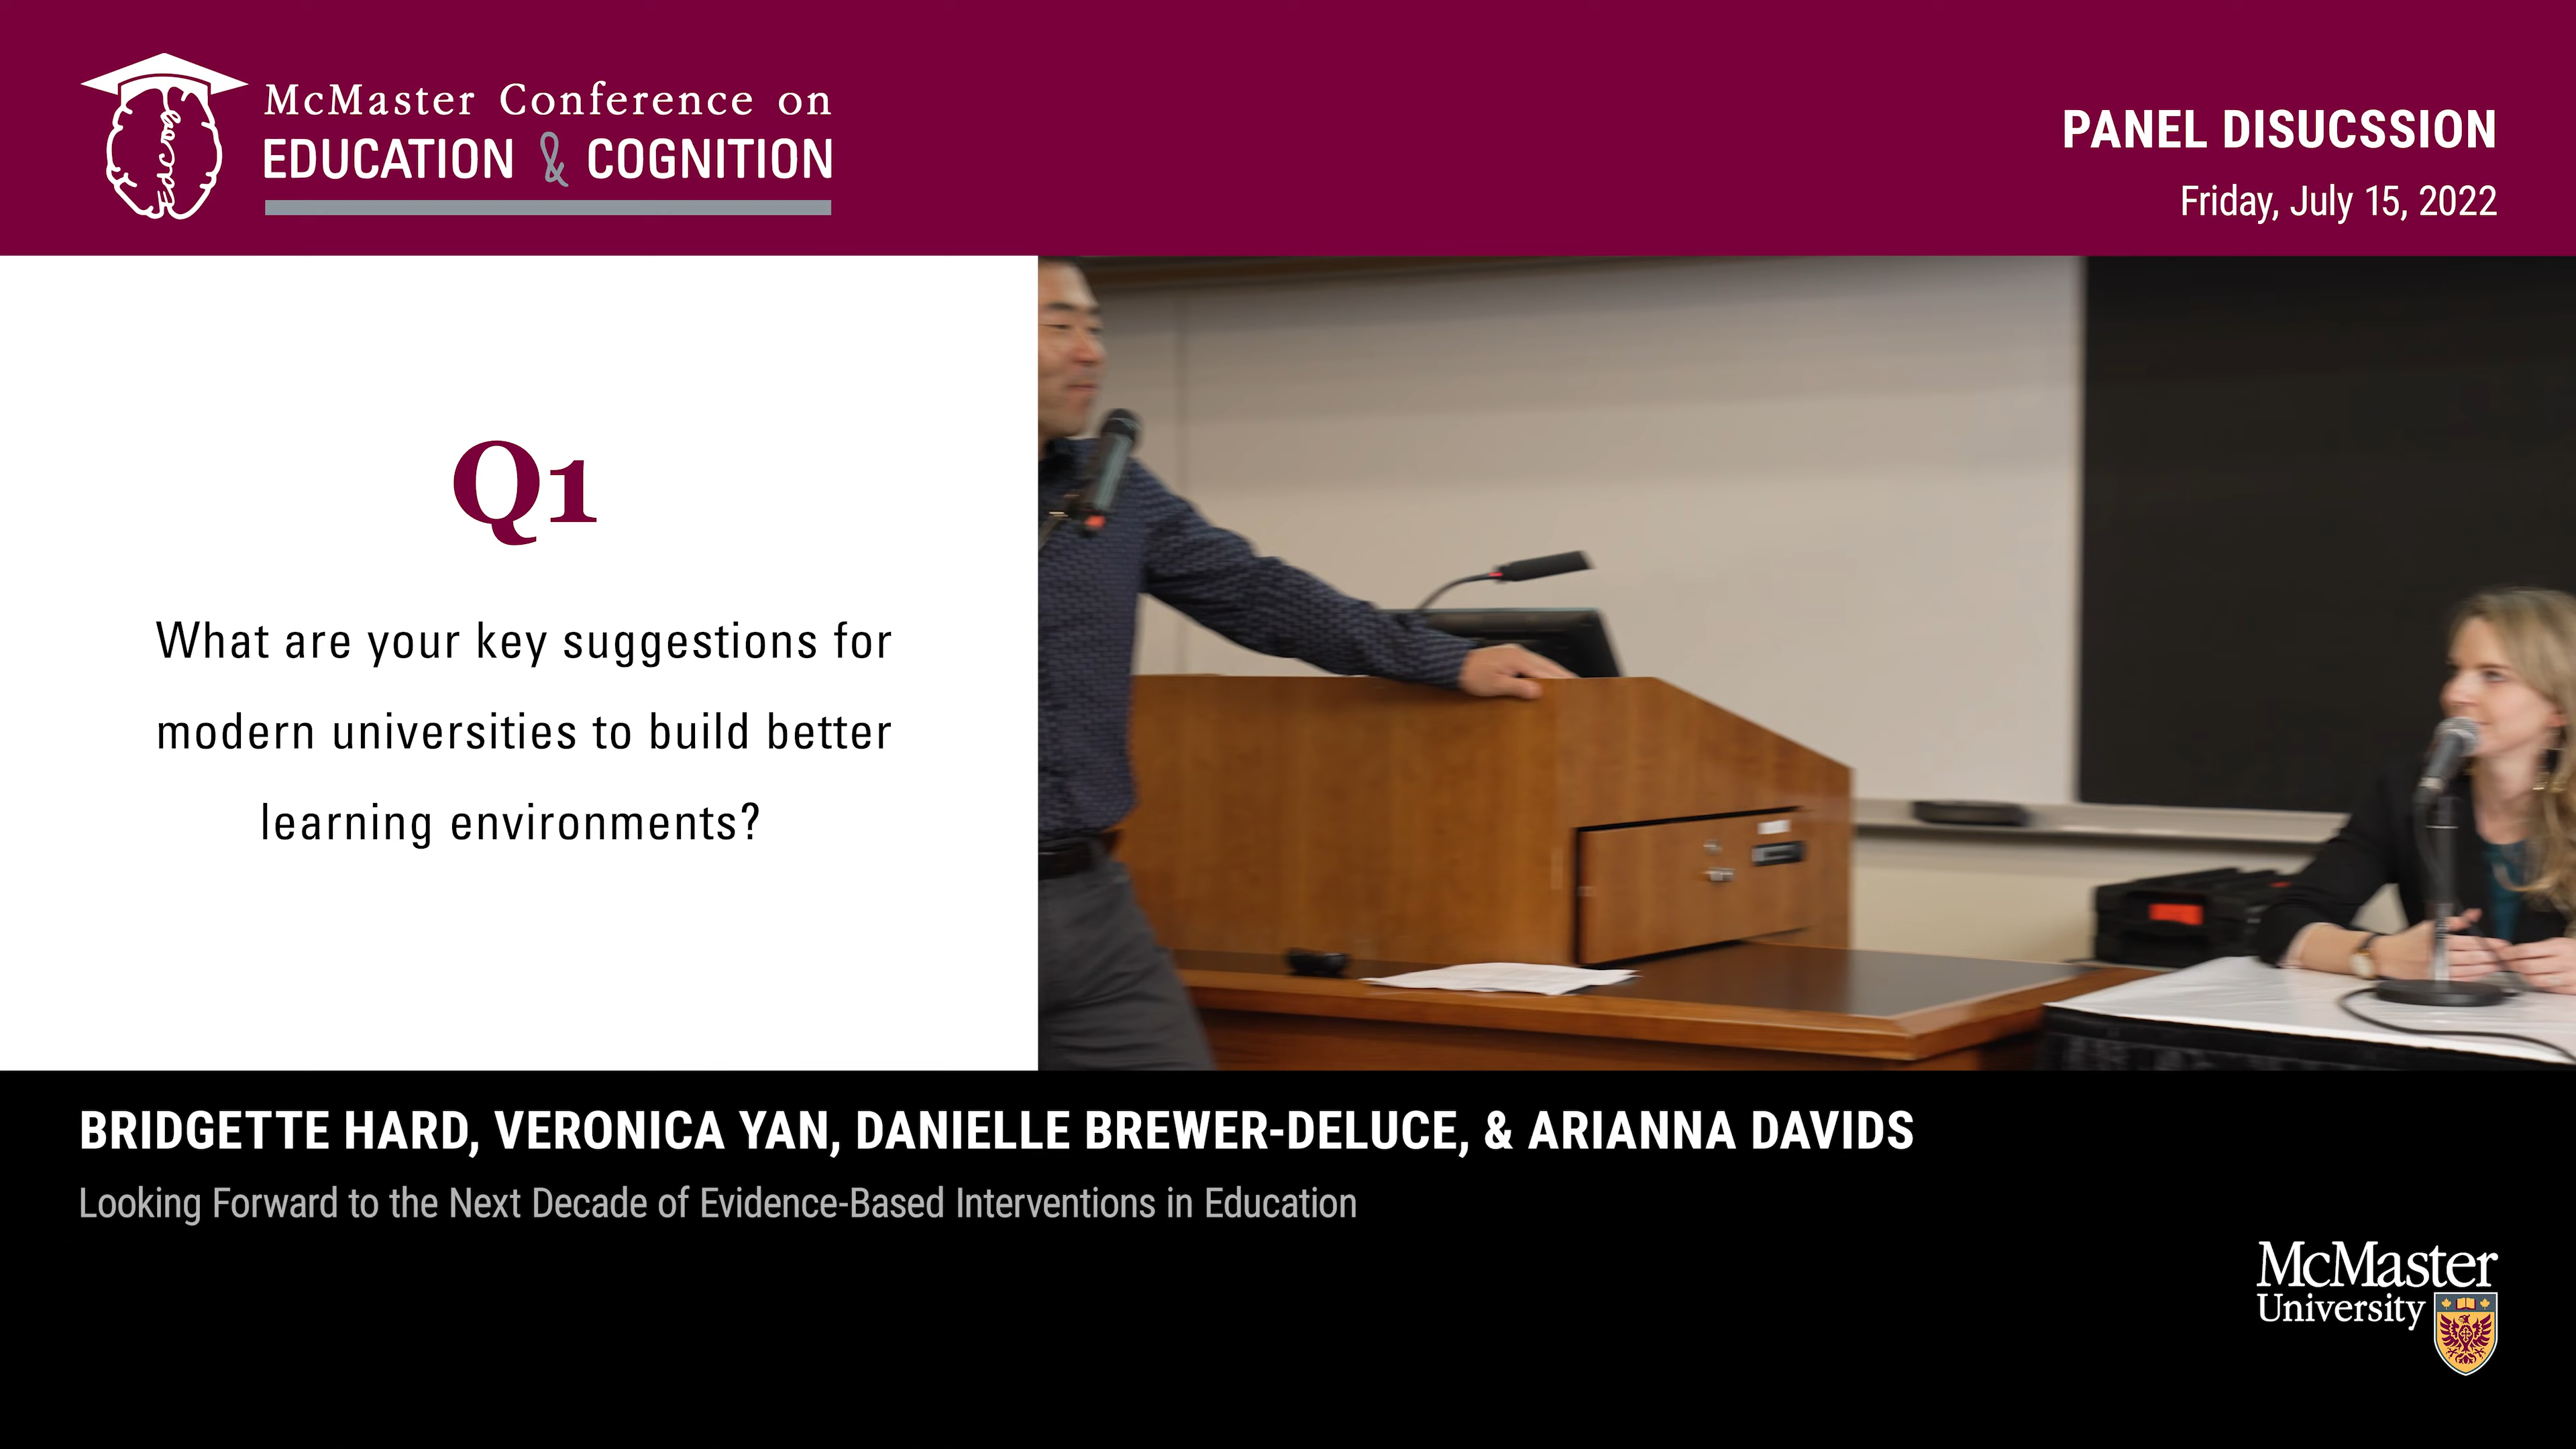 McMaster Conference on
EDUCATION & COGNITION
EdCog
PANEL DISUCSSION
Friday, July 15, 2022
Q1
What are your key suggestions for
modern universities to build better
learning environments?
BRIDGETTE HARD, VERONICA YAN, DANIELLE BREWER-DELUCE, & ARIANNA DAVIDS
Looking Forward to the Next Decade of Evidence-Based Interventions in Education
McMaster
University